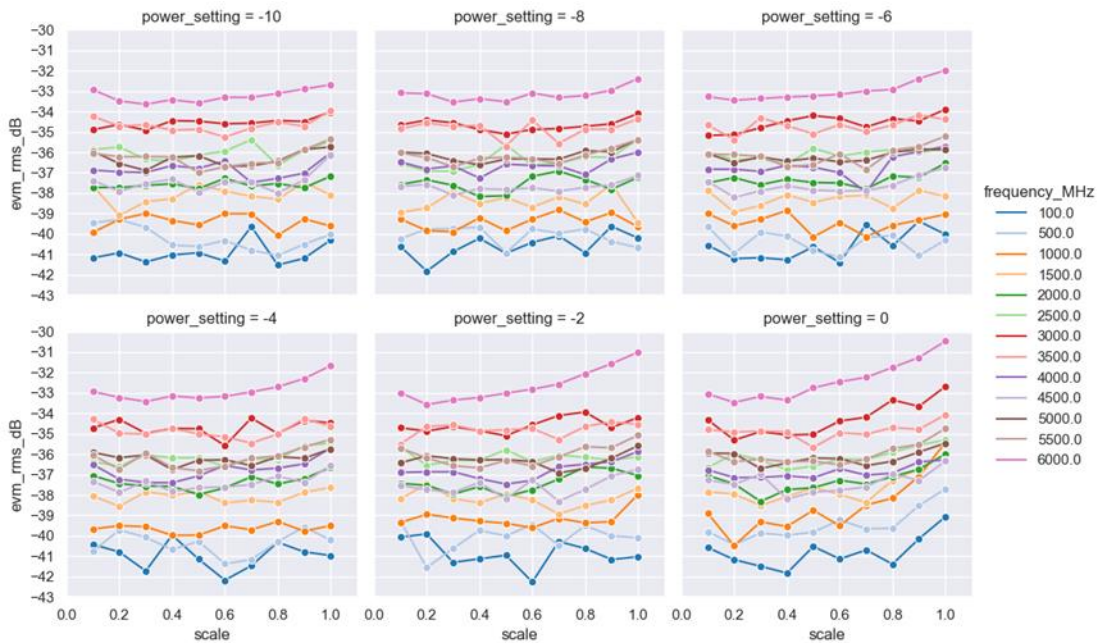 power_setting = -10
power_setting = -8
power_setting = -6
evm_rms_dB
−30
−31
−32
−33
−34
−35
−36
−37
−38
−39
−40
−41
−42
−43
power_setting = -4
power_setting = -2
power_setting = 0
evm_rms_dB
−30
−31
−32
−33
−34
−35
−36
−37
−38
−39
−40
−41
−42
−43
0.0 0.2 0.4 0.6 0.8 1.0
scale
0.0 0.2 0.4 0.6 0.8 1.0
scale
0.0 0.2 0.4 0.6 0.8 1.0
scale
frequency_MHz
100.0
500.0
1000.0
1500.0
2000.0
2500.0
3000.0
3500.0
4000.0
4500.0
5000.0
5500.0
6000.0